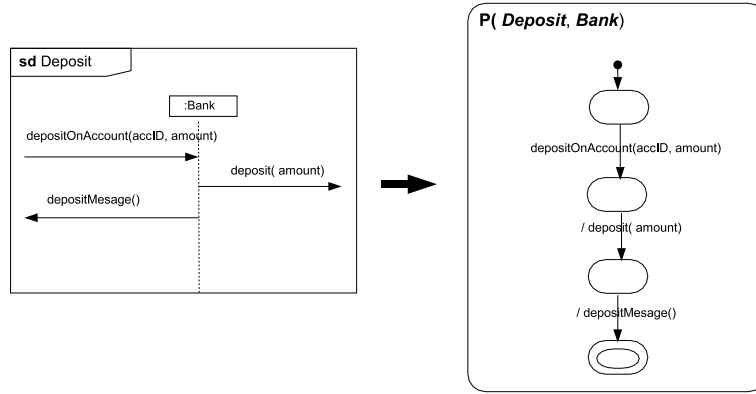 sd Deposit
:Bank
depositOnAccount(accID, amount)
deposit( amount)
depositMesage()
P( Deposit, Bank)
depositOnAccount(accID, amount)
/ deposit( amount)
/ depositMesage()